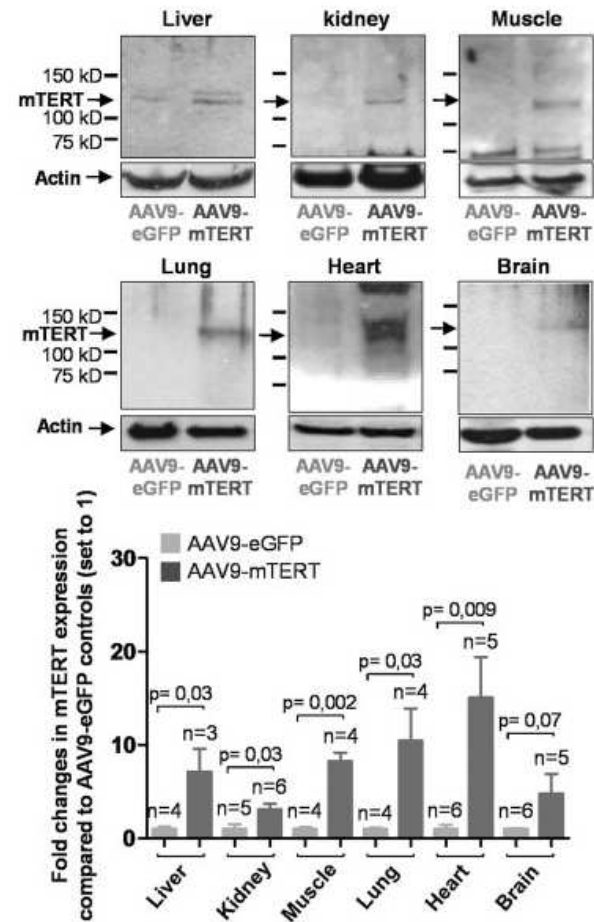 Liver kidney Muscle
150 kD
mTERT
100 kD
75 kD
Actin
AAV9-eGFP AAV9-mTERT AAV9-eGFP AAV9-mTERT AAV9-eGFP AAV9-mTERT
Lung Heart Brain
150 kD
mTERT
100 kD
75 kD
Actin
AAV9-eGFP AAV9-mTERT AAV9-eGFP AAV9-mTERT AAV9-eGFP AAV9-mTERT
Fold changes in mTERT expression
compared to AAV9-eGFP controls (set to 1)
30
20
10
0
AAV9-eGFP
AAV9-mTERT
p= 0,03
n=4
n=3
p= 0,03
n=5
n=6
p= 0,002
n=4
n=4
p= 0,03
n=4
n=4
p= 0,009
n=6
n=5
p= 0,07
n=6
n=5
Liver
Kidney
Muscle
Lung
Heart
Brain